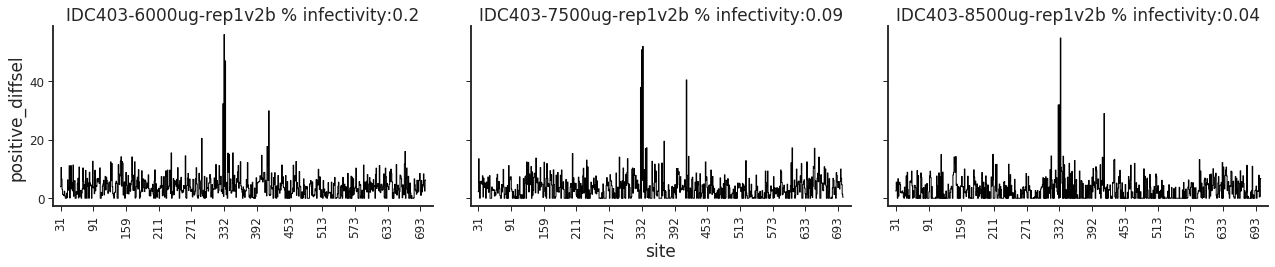 IDC403-6000ug-rep1v2b % infectivity:0.2
IDC403-7500ug-rep1v2b % infectivity:0.09
IDC403-8500ug-rep1v2b % infectivity:0.04
positive_diffsel
40
20
0
31 91 159 211 271 332 392 453 513 573 633 693
31 91 159 211 271 332 392 453 513 573 633 693
31 91 159 211 271 332 392 453 513 573 633 693
site